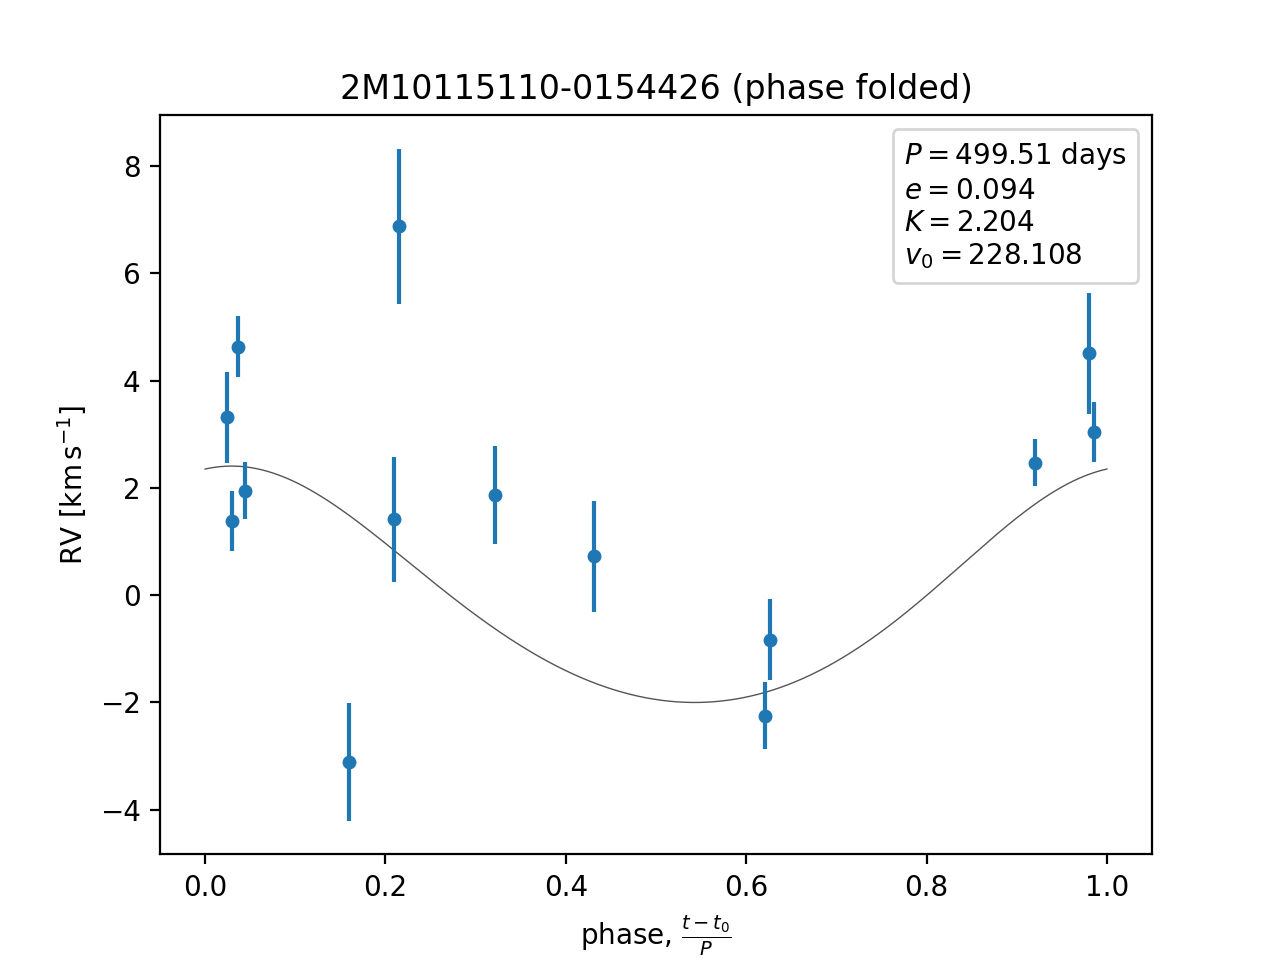 2M10115110-0154426 (phase folded)
P = 499.51 days
e = 0.094
K = 2.204
v₀ = 228.108
RV [km s⁻¹]
8
6
4
2
0
−2
−4
0.0 0.2 0.4 0.6 0.8 1.0
phase, (t − t₀)/P